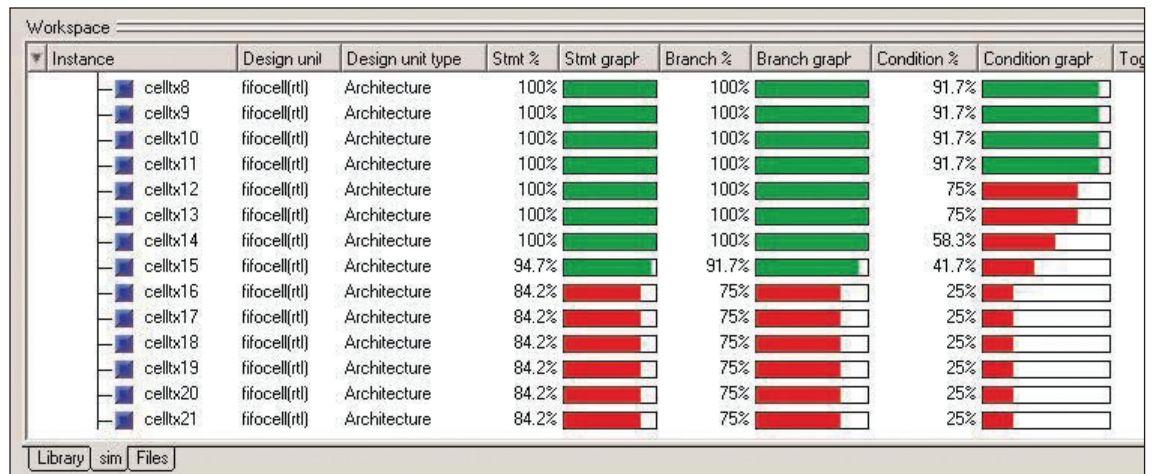 Workspace
Instance Design unit Design unit type Stmt % Stmt graph Branch % Branch graph Condition % Condition graph Tog
celltx8 fifocell(rtl) Architecture 100% 100% 91.7%
celltx9 fifocell(rtl) Architecture 100% 100% 91.7%
celltx10 fifocell(rtl) Architecture 100% 100% 91.7%
celltx11 fifocell(rtl) Architecture 100% 100% 91.7%
celltx12 fifocell(rtl) Architecture 100% 100% 75%
celltx13 fifocell(rtl) Architecture 100% 100% 75%
celltx14 fifocell(rtl) Architecture 100% 100% 58.3%
celltx15 fifocell(rtl) Architecture 94.7% 91.7% 41.7%
celltx16 fifocell(rtl) Architecture 84.2% 75% 25%
celltx17 fifocell(rtl) Architecture 84.2% 75% 25%
celltx18 fifocell(rtl) Architecture 84.2% 75% 25%
celltx19 fifocell(rtl) Architecture 84.2% 75% 25%
celltx20 fifocell(rtl) Architecture 84.2% 75% 25%
celltx21 fifocell(rtl) Architecture 84.2% 75% 25%
Library sim Files